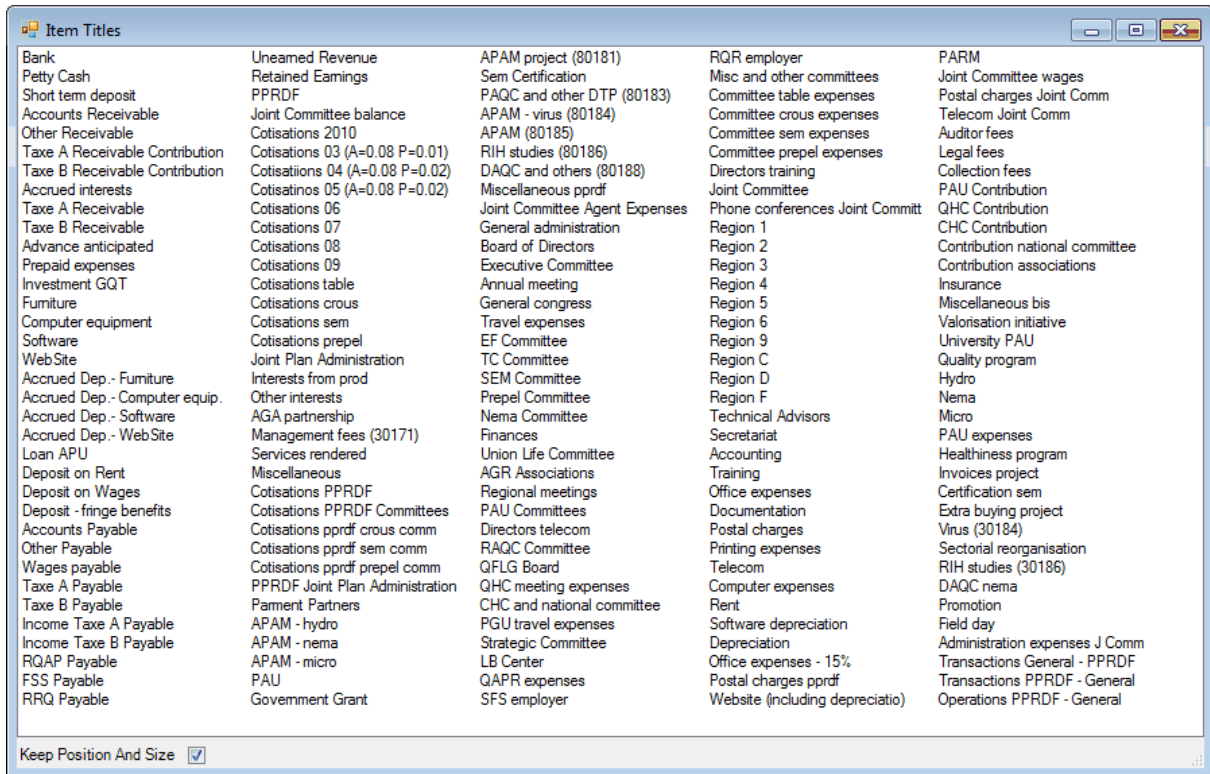 Item Titles
Bank
Petty Cash
Short term deposit
Accounts Receivable
Other Receivable
Taxe A Receivable Contribution
Taxe B Receivable Contribution
Accrued interests
Taxe A Receivable
Taxe B Receivable
Advance anticipated
Prepaid expenses
Investment GQT
Furniture
Computer equipment
Software
WebSite
Accrued Dep.- Furniture
Accrued Dep.- Computer equip.
Accrued Dep.- Software
Accrued Dep.- WebSite
Loan APU
Deposit on Rent
Deposit on Wages
Deposit - fringe benefits
Accounts Payable
Other Payable
Wages payable
Taxe A Payable
Taxe B Payable
Income Taxe A Payable
Income Taxe B Payable
RQAP Payable
FSS Payable
RRQ Payable
Unearned Revenue
Retained Earnings
PPRDF
Joint Committee balance
Cotisations 2010
Cotisations 03 (A=0.08 P=0.01)
Cotisatiions 04 (A=0.08 P=0.02)
Cotisatinos 05 (A=0.08 P=0.02)
Cotisations 06
Cotisations 07
Cotisations 08
Cotisations 09
Cotisations table
Cotisations crous
Cotisations sem
Cotisations prepel
Joint Plan Administration
Interests from prod
Other interests
AGA partnership
Management fees (30171)
Services rendered
Miscellaneous
Cotisations PPRDF
Cotisations PPRDF Committees
Cotisations pprdf crous comm
Cotisations pprdf sem comm
Cotisations pprdf prepel comm
PPRDF Joint Plan Administration
Parment Partners
APAM - hydro
APAM - nema
APAM - micro
PAU
Government Grant
APAM project (80181)
Sem Certification
PAQC and other DTP (80183)
APAM - virus (80184)
APAM (80185)
RIH studies (80186)
DAQC and others (80188)
Miscellaneous pprdf
Joint Committee Agent Expenses
General administration
Board of Directors
Executive Committee
Annual meeting
General congress
Travel expenses
EF Committee
TC Committee
SEM Committee
Prepel Committee
Nema Committee
Finances
Union Life Committee
AGR Associations
Regional meetings
PAU Committees
Directors telecom
RAQC Committee
QFLG Board
QHC meeting expenses
CHC and national committee
PGU travel expenses
Strategic Committee
LB Center
QAPR expenses
SFS employer
RQR employer
Misc and other committees
Committee table expenses
Committee crous expenses
Committee sem expenses
Committee prepel expenses
Directors training
Joint Committee
Phone conferences Joint Committ
Region 1
Region 2
Region 3
Region 4
Region 5
Region 6
Region 9
Region C
Region D
Region F
Technical Advisors
Secretariat
Accounting
Training
Office expenses
Documentation
Postal charges
Printing expenses
Telecom
Computer expenses
Rent
Software depreciation
Depreciation
Office expenses - 15%
Postal charges pprdf
Website (including depreciatio)
PARM
Joint Committee wages
Postal charges Joint Comm
Telecom Joint Comm
Auditor fees
Legal fees
Collection fees
PAU Contribution
QHC Contribution
CHC Contribution
Contribution national committee
Contribution associations
Insurance
Miscellaneous bis
Valorisation initiative
University PAU
Quality program
Hydro
Nema
Micro
PAU expenses
Healthiness program
Invoices project
Certification sem
Extra buying project
Virus (30184)
Sectorial reorganisation
RIH studies (30186)
DAQC nema
Promotion
Field day
Administration expenses J Comm
Transactions General - PPRDF
Transactions PPRDF - General
Operations PPRDF - General
Keep Position And Size